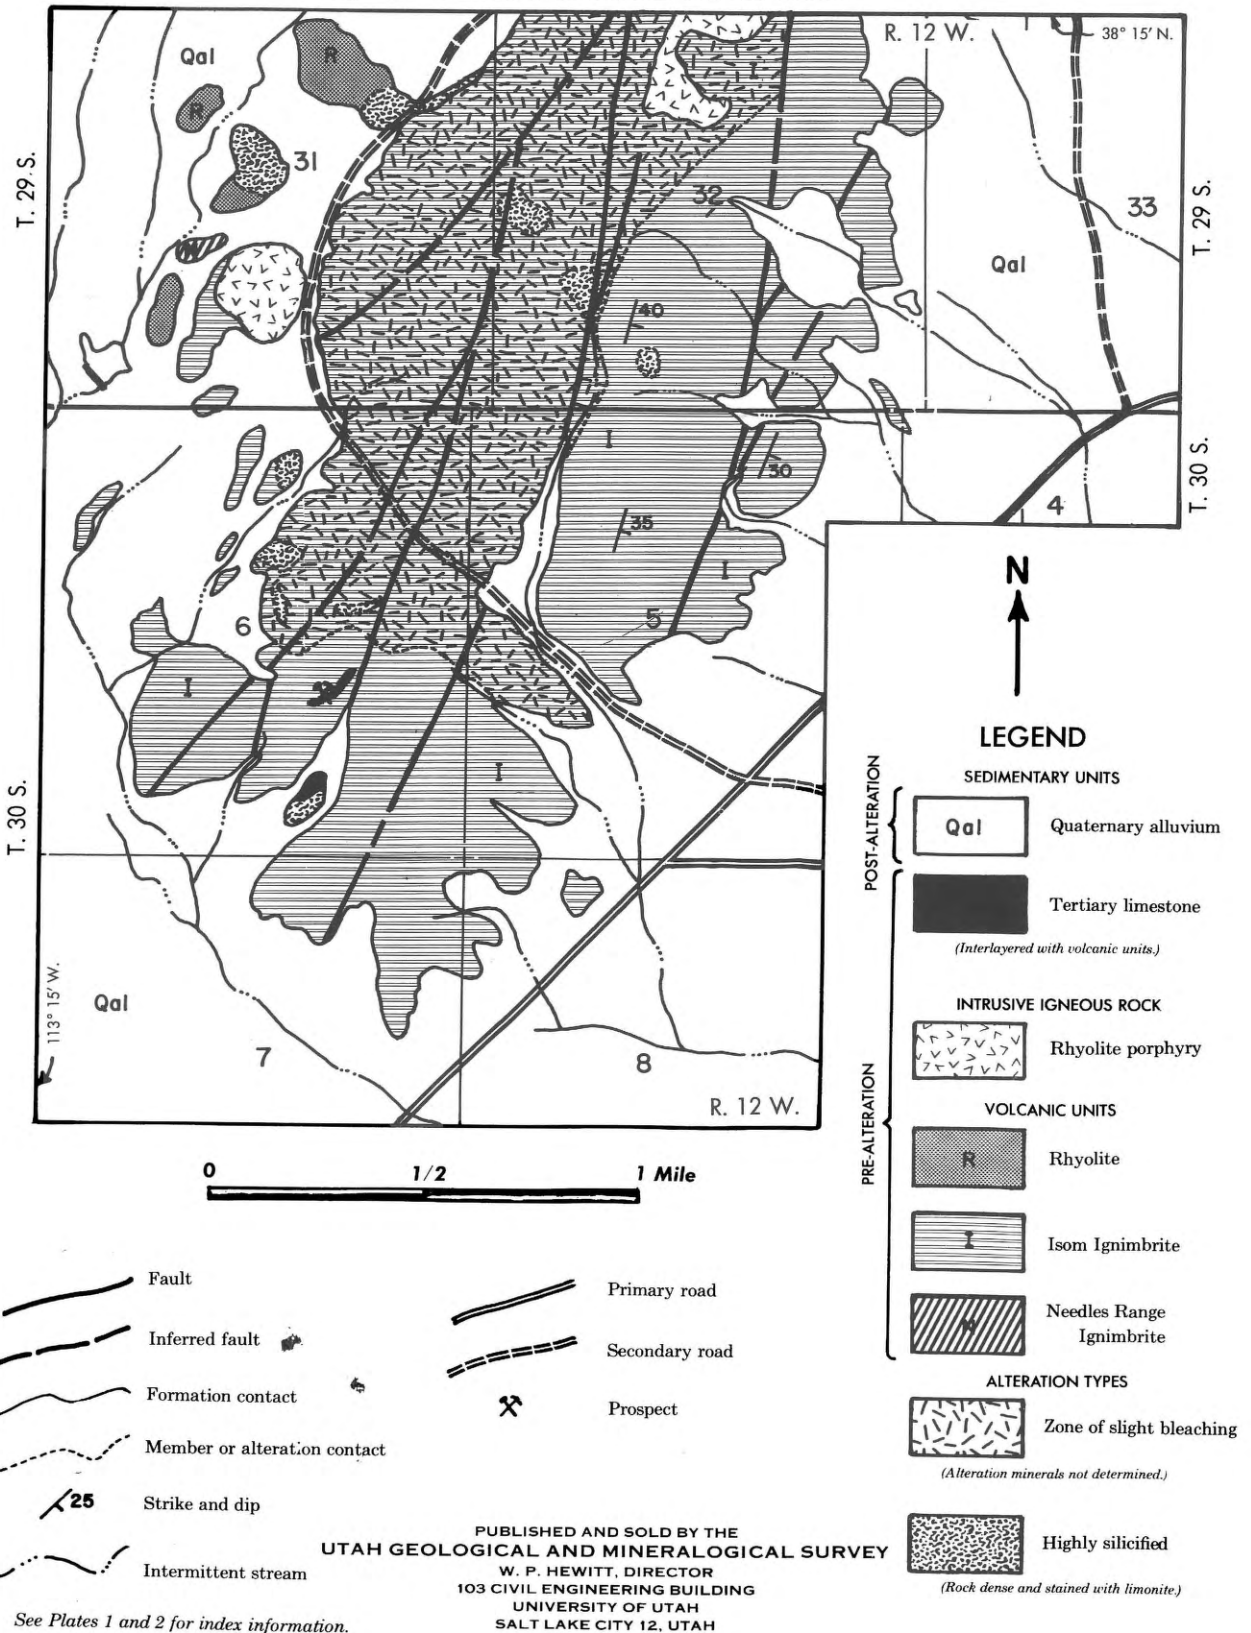 R. 12 W.
38° 15' N.
Qal
R
R
I
31
T. 29. S.
32
33
T. 29 S.
N
Qal
40
I
30
T. 30 S.
4
35
I
6
5
I
I
T. 30 S.
Qal
113° 15' W.
7
8
R. 12 W.
N
LEGEND
SEDIMENTARY UNITS
POST-ALTERATION
Qal
Quaternary alluvium
Tertiary limestone
(Interlayered with volcanic units.)
INTRUSIVE IGNEOUS ROCK
Rhyolite porphyry
PRE-ALTERATION
VOLCANIC UNITS
R
Rhyolite
I
Isom Ignimbrite
N
Needles Range
Ignimbrite
ALTERATION TYPES
Zone of slight bleaching
(Alteration minerals not determined.)
Highly silicified
(Rock dense and stained with limonite.)
0 1/2 1 Mile
Fault
Inferred fault
Formation contact
Member or alteration contact
25
Strike and dip
Intermittent stream
Primary road
Secondary road
Prospect
PUBLISHED AND SOLD BY THE
UTAH GEOLOGICAL AND MINERALOGICAL SURVEY
W. P. HEWITT, DIRECTOR
103 CIVIL ENGINEERING BUILDING
UNIVERSITY OF UTAH
SALT LAKE CITY 12, UTAH
See Plates 1 and 2 for index information.